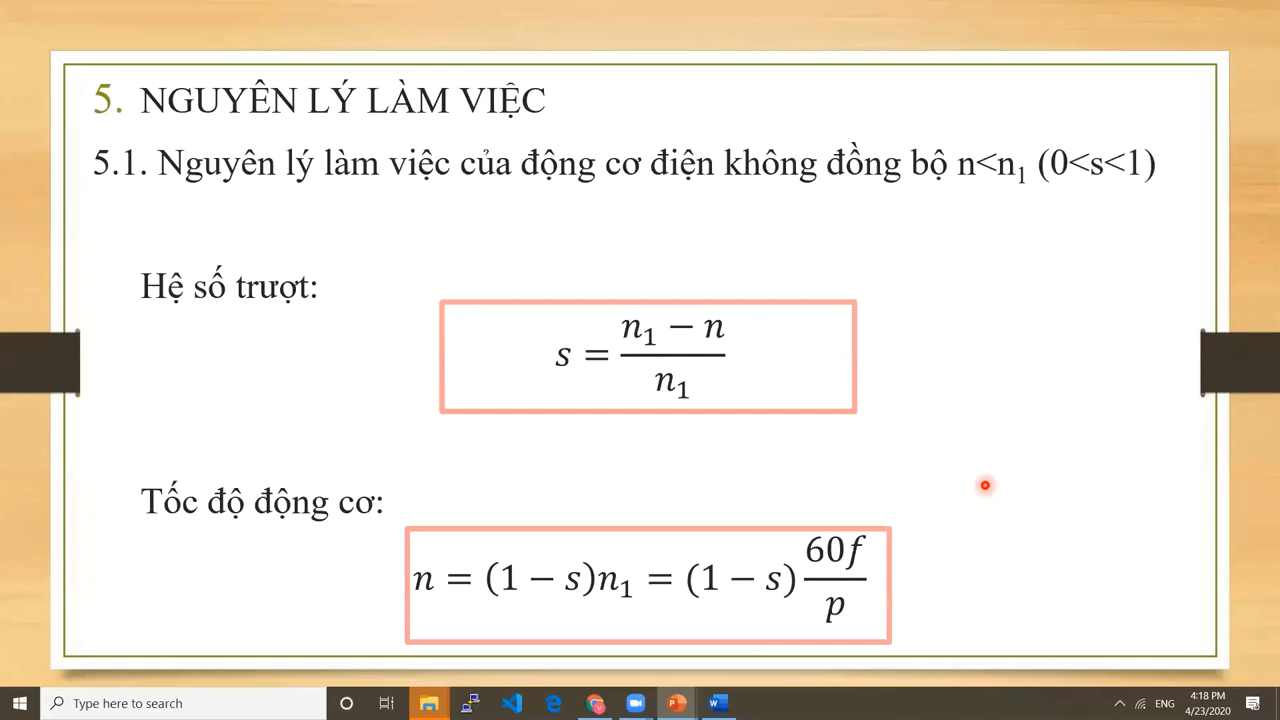 5. NGUYÊN LÝ LÀM VIỆC
5.1. Nguyên lý làm việc của động cơ điện không đồng bộ n<n₁ (0<s<1)
Hệ số trượt:
s = (n₁ − n) / n₁
Tốc độ động cơ:
n = (1 − s)n₁ = (1 − s) 60f / p
Type here to search
ENG
4:18 PM
4/23/2020